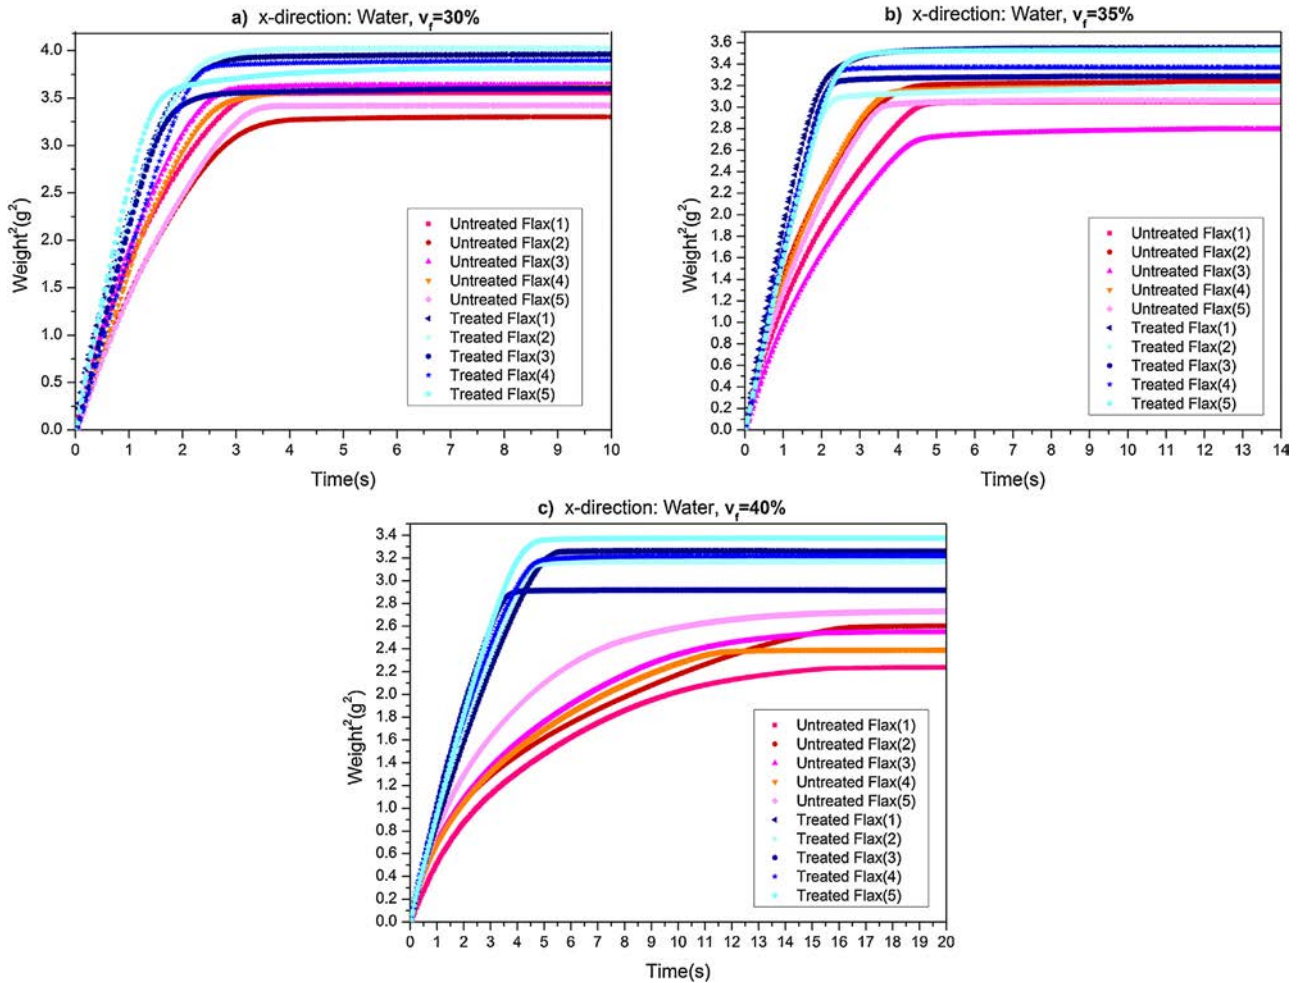 a) x-direction: Water, v_f=30%
4.0
3.5
3.0
2.5
2.0
1.5
1.0
0.5
0.0
Weight²(g²)
Untreated Flax(1)
Untreated Flax(2)
Untreated Flax(3)
Untreated Flax(4)
Untreated Flax(5)
Treated Flax(1)
Treated Flax(2)
Treated Flax(3)
Treated Flax(4)
Treated Flax(5)
0 1 2 3 4 5 6 7 8 9 10
Time(s)
b) x-direction: Water, v_f=35%
3.6
3.4
3.2
3.0
2.8
2.6
2.4
2.2
2.0
1.8
1.6
1.4
1.2
1.0
0.8
0.6
0.4
0.2
0.0
Weight²(g²)
Untreated Flax(1)
Untreated Flax(2)
Untreated Flax(3)
Untreated Flax(4)
Untreated Flax(5)
Treated Flax(1)
Treated Flax(2)
Treated Flax(3)
Treated Flax(4)
Treated Flax(5)
0 1 2 3 4 5 6 7 8 9 10 11 12 13 14
Time(s)
c) x-direction: Water, v_f=40%
3.4
3.2
3.0
2.8
2.6
2.4
2.2
2.0
1.8
1.6
1.4
1.2
1.0
0.8
0.6
0.4
0.2
0.0
Weight²(g²)
Untreated Flax(1)
Untreated Flax(2)
Untreated Flax(3)
Untreated Flax(4)
Untreated Flax(5)
Treated Flax(1)
Treated Flax(2)
Treated Flax(3)
Treated Flax(4)
Treated Flax(5)
0 1 2 3 4 5 6 7 8 9 10 11 12 13 14 15 16 17 18 19 20
Time(s)